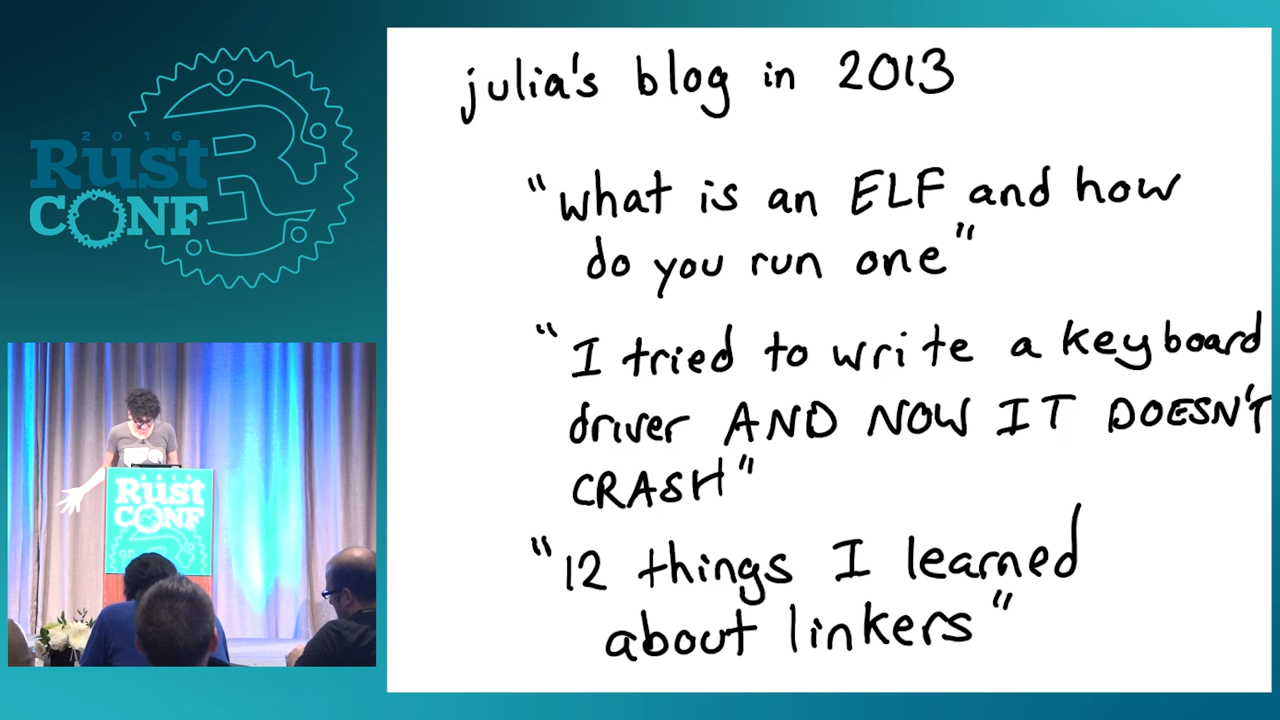 2016
Rust
CONF
julia's blog in 2013
"what is an ELF and how
do you run one"
"I tried to write a keyboard
driver AND NOW IT DOESN'T
CRASH"
"12 things I learned
about linkers"
2016
Rust
CONF